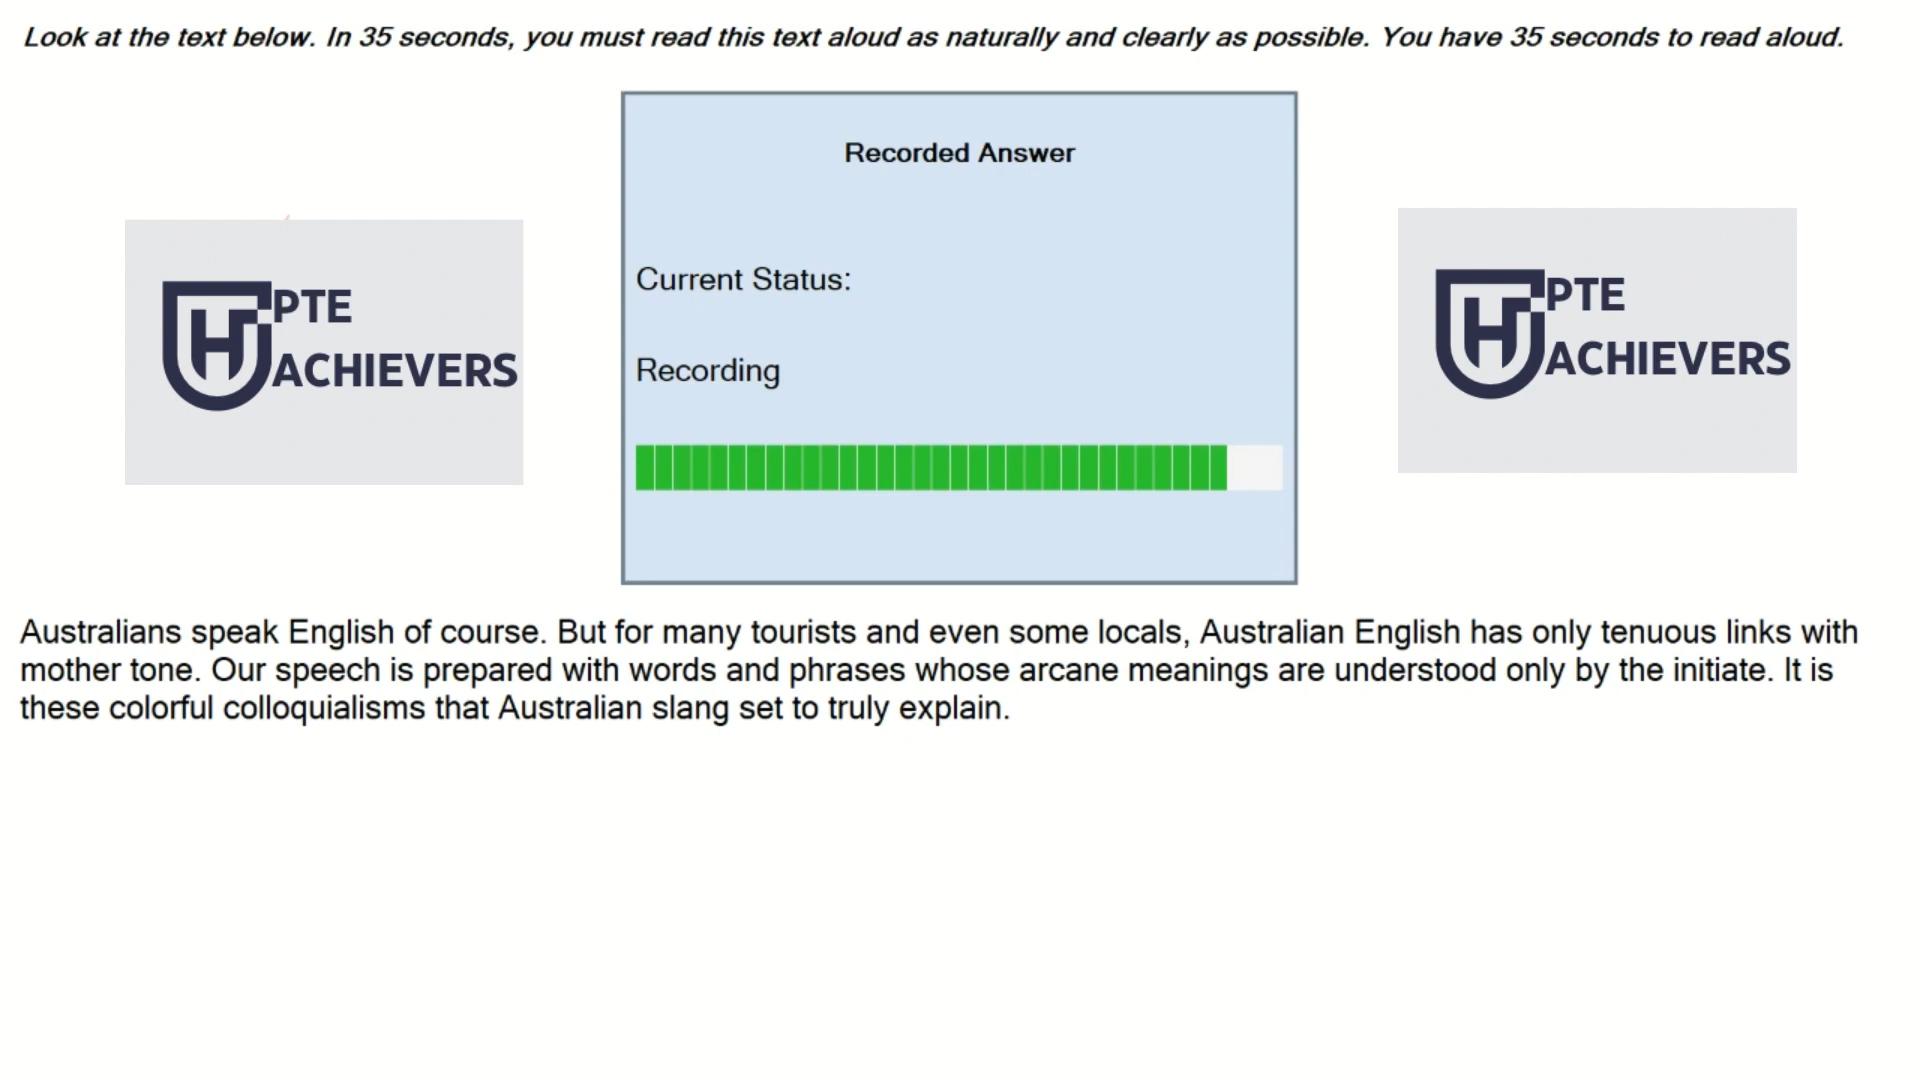 Look at the text below. In 35 seconds, you must read this text aloud as naturally and clearly as possible. You have 35 seconds to read aloud.
Recorded Answer
Current Status:
Recording
PTE
ACHIEVERS
PTE
ACHIEVERS
Australians speak English of course. But for many tourists and even some locals, Australian English has only tenuous links with
mother tone. Our speech is prepared with words and phrases whose arcane meanings are understood only by the initiate. It is
these colorful colloquialisms that Australian slang set to truly explain.